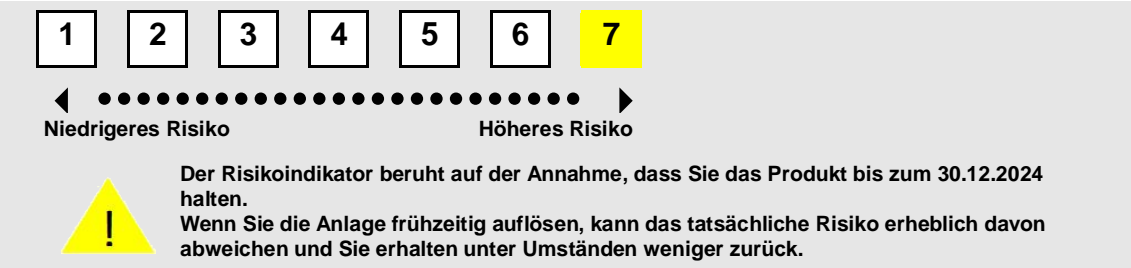 1 2 3 4 5 6 7
Niedrigeres Risiko Höheres Risiko
Der Risikoindikator beruht auf der Annahme, dass Sie das Produkt bis zum 30.12.2024
halten.
Wenn Sie die Anlage frühzeitig auflösen, kann das tatsächliche Risiko erheblich davon
abweichen und Sie erhalten unter Umständen weniger zurück.
!